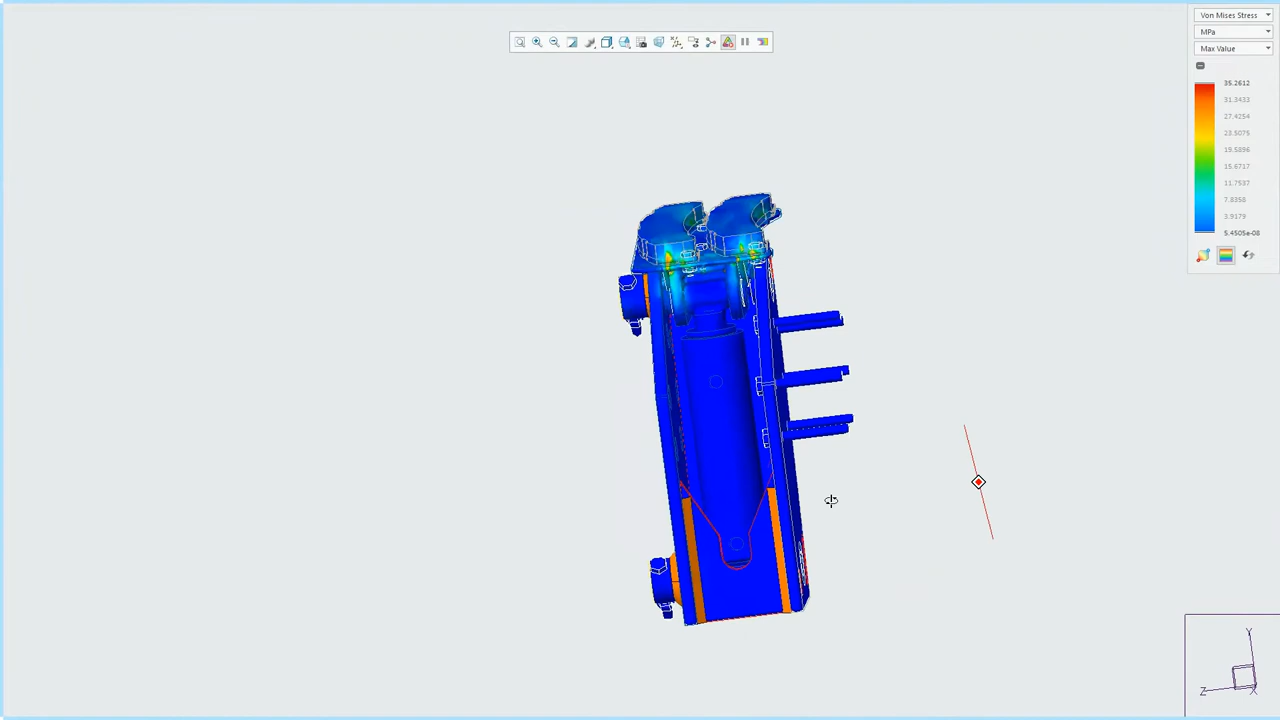 Von Mises Stress
MPa
Max Value
35.2612
31.3433
27.4254
23.5075
19.5896
15.6717
11.7537
7.8358
3.9179
5.4505e-08
Y
Z
X